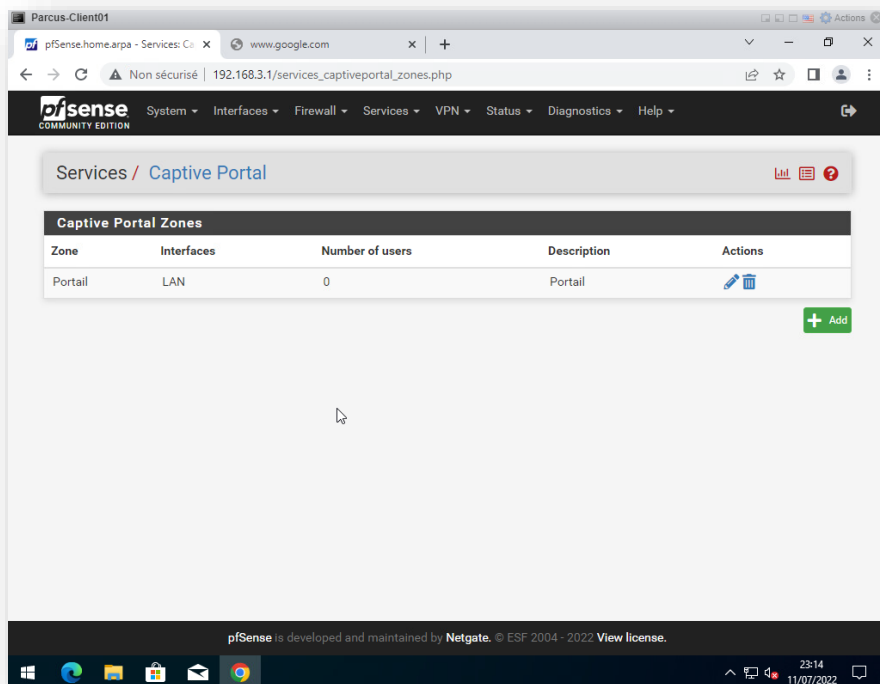 Parcus-Client01
Actions
pfSense.home.arpa - Services: Ca
www.google.com
Non sécurisé
192.168.3.1/services_captiveportal_zones.php
pfsense
COMMUNITY EDITION
System Interfaces Firewall Services VPN Status Diagnostics Help
Services / Captive Portal
Captive Portal Zones
Zone Interfaces Number of users Description Actions
Portail LAN 0 Portail
+ Add
pfSense is developed and maintained by Netgate. © ESF 2004 - 2022 View license.
23:14
11/07/2022